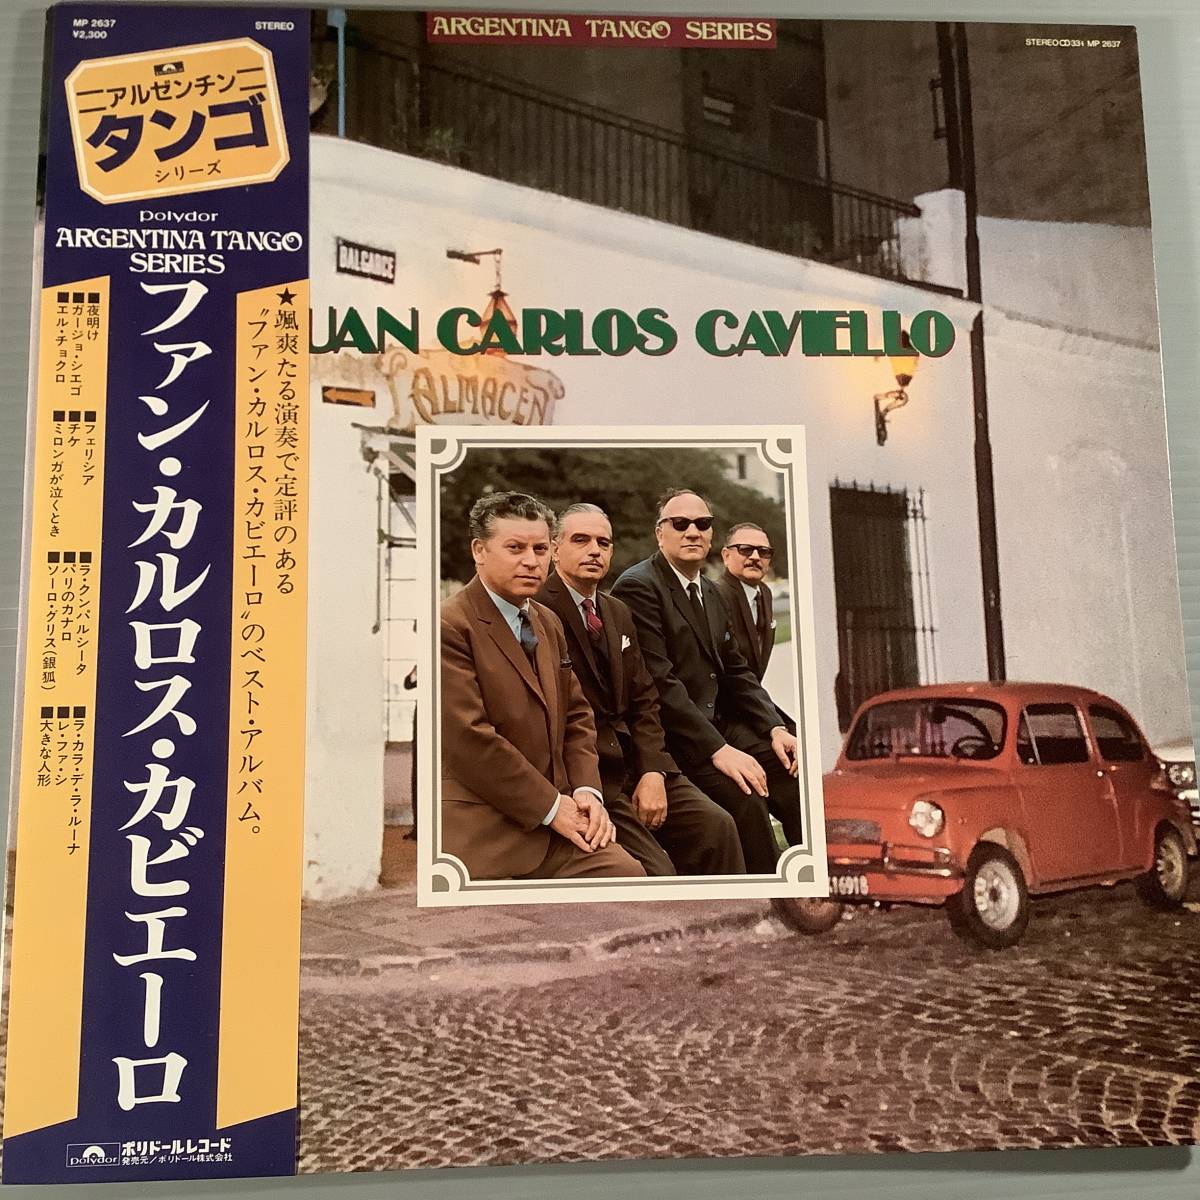 MP 2637
¥2,300
STEREO
アルゼンチン
タンゴ
シリーズ
polydor
ARGENTINA TANGO
SERIES
ファン・カルロス・カビエーロ
★颯爽たる演奏で定評のある
“ファン・カルロス・カビエーロ”のベスト・アルバム。
■夜明け
■ガージョ・シエゴ
■エル・チョクロ
■フェリシア
■チケ
■ミロンガが泣くとき
■ラ・クンパルシータ
■パリのカナロ
■ソーロ・グリス(銀狐)
■ラ・カラ・デ・ラ・ルーナ
■レ・ファ・シ
■大きな人形
polydor
ポリドールレコード
発売元/ポリドール株式会社
ARGENTINA TANGO SERIES
STEREO 33⅓ MP 2637
BALCARCE
UAN CARLOS CAVIELLO
ALMACEN
16918